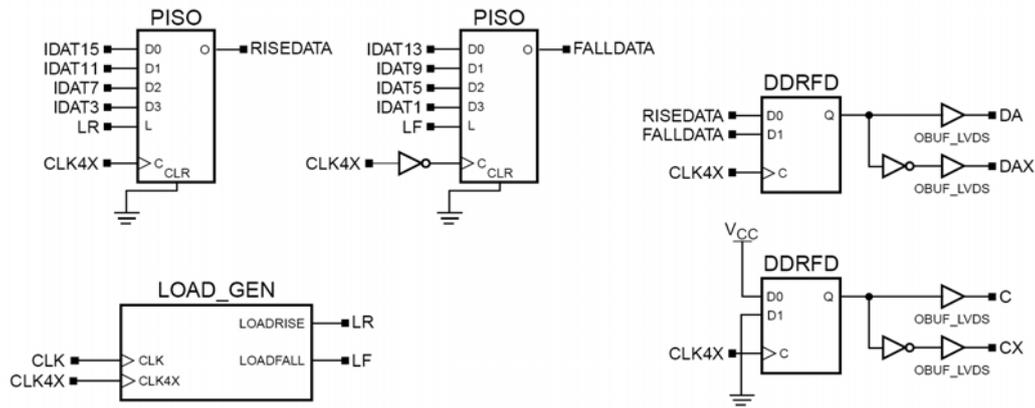 PISO
IDAT15 D0 O RISEDATA
IDAT11 D1
IDAT7 D2
IDAT3 D3
LR L
CLK4X C
CLR
PISO
IDAT13 D0 O FALLDATA
IDAT9 D1
IDAT5 D2
IDAT1 D3
LF L
CLK4X C
CLR
DDRFD
RISEDATA D0 Q DA
FALLDATA D1 OBUF_LVDS
CLK4X C DAX
OBUF_LVDS
LOAD_GEN
LOADRISE LR
CLK CLK LOADFALL LF
CLK4X CLK4X
VCC
DDRFD
D0 Q C
D1 OBUF_LVDS
CLK4X C CX
OBUF_LVDS